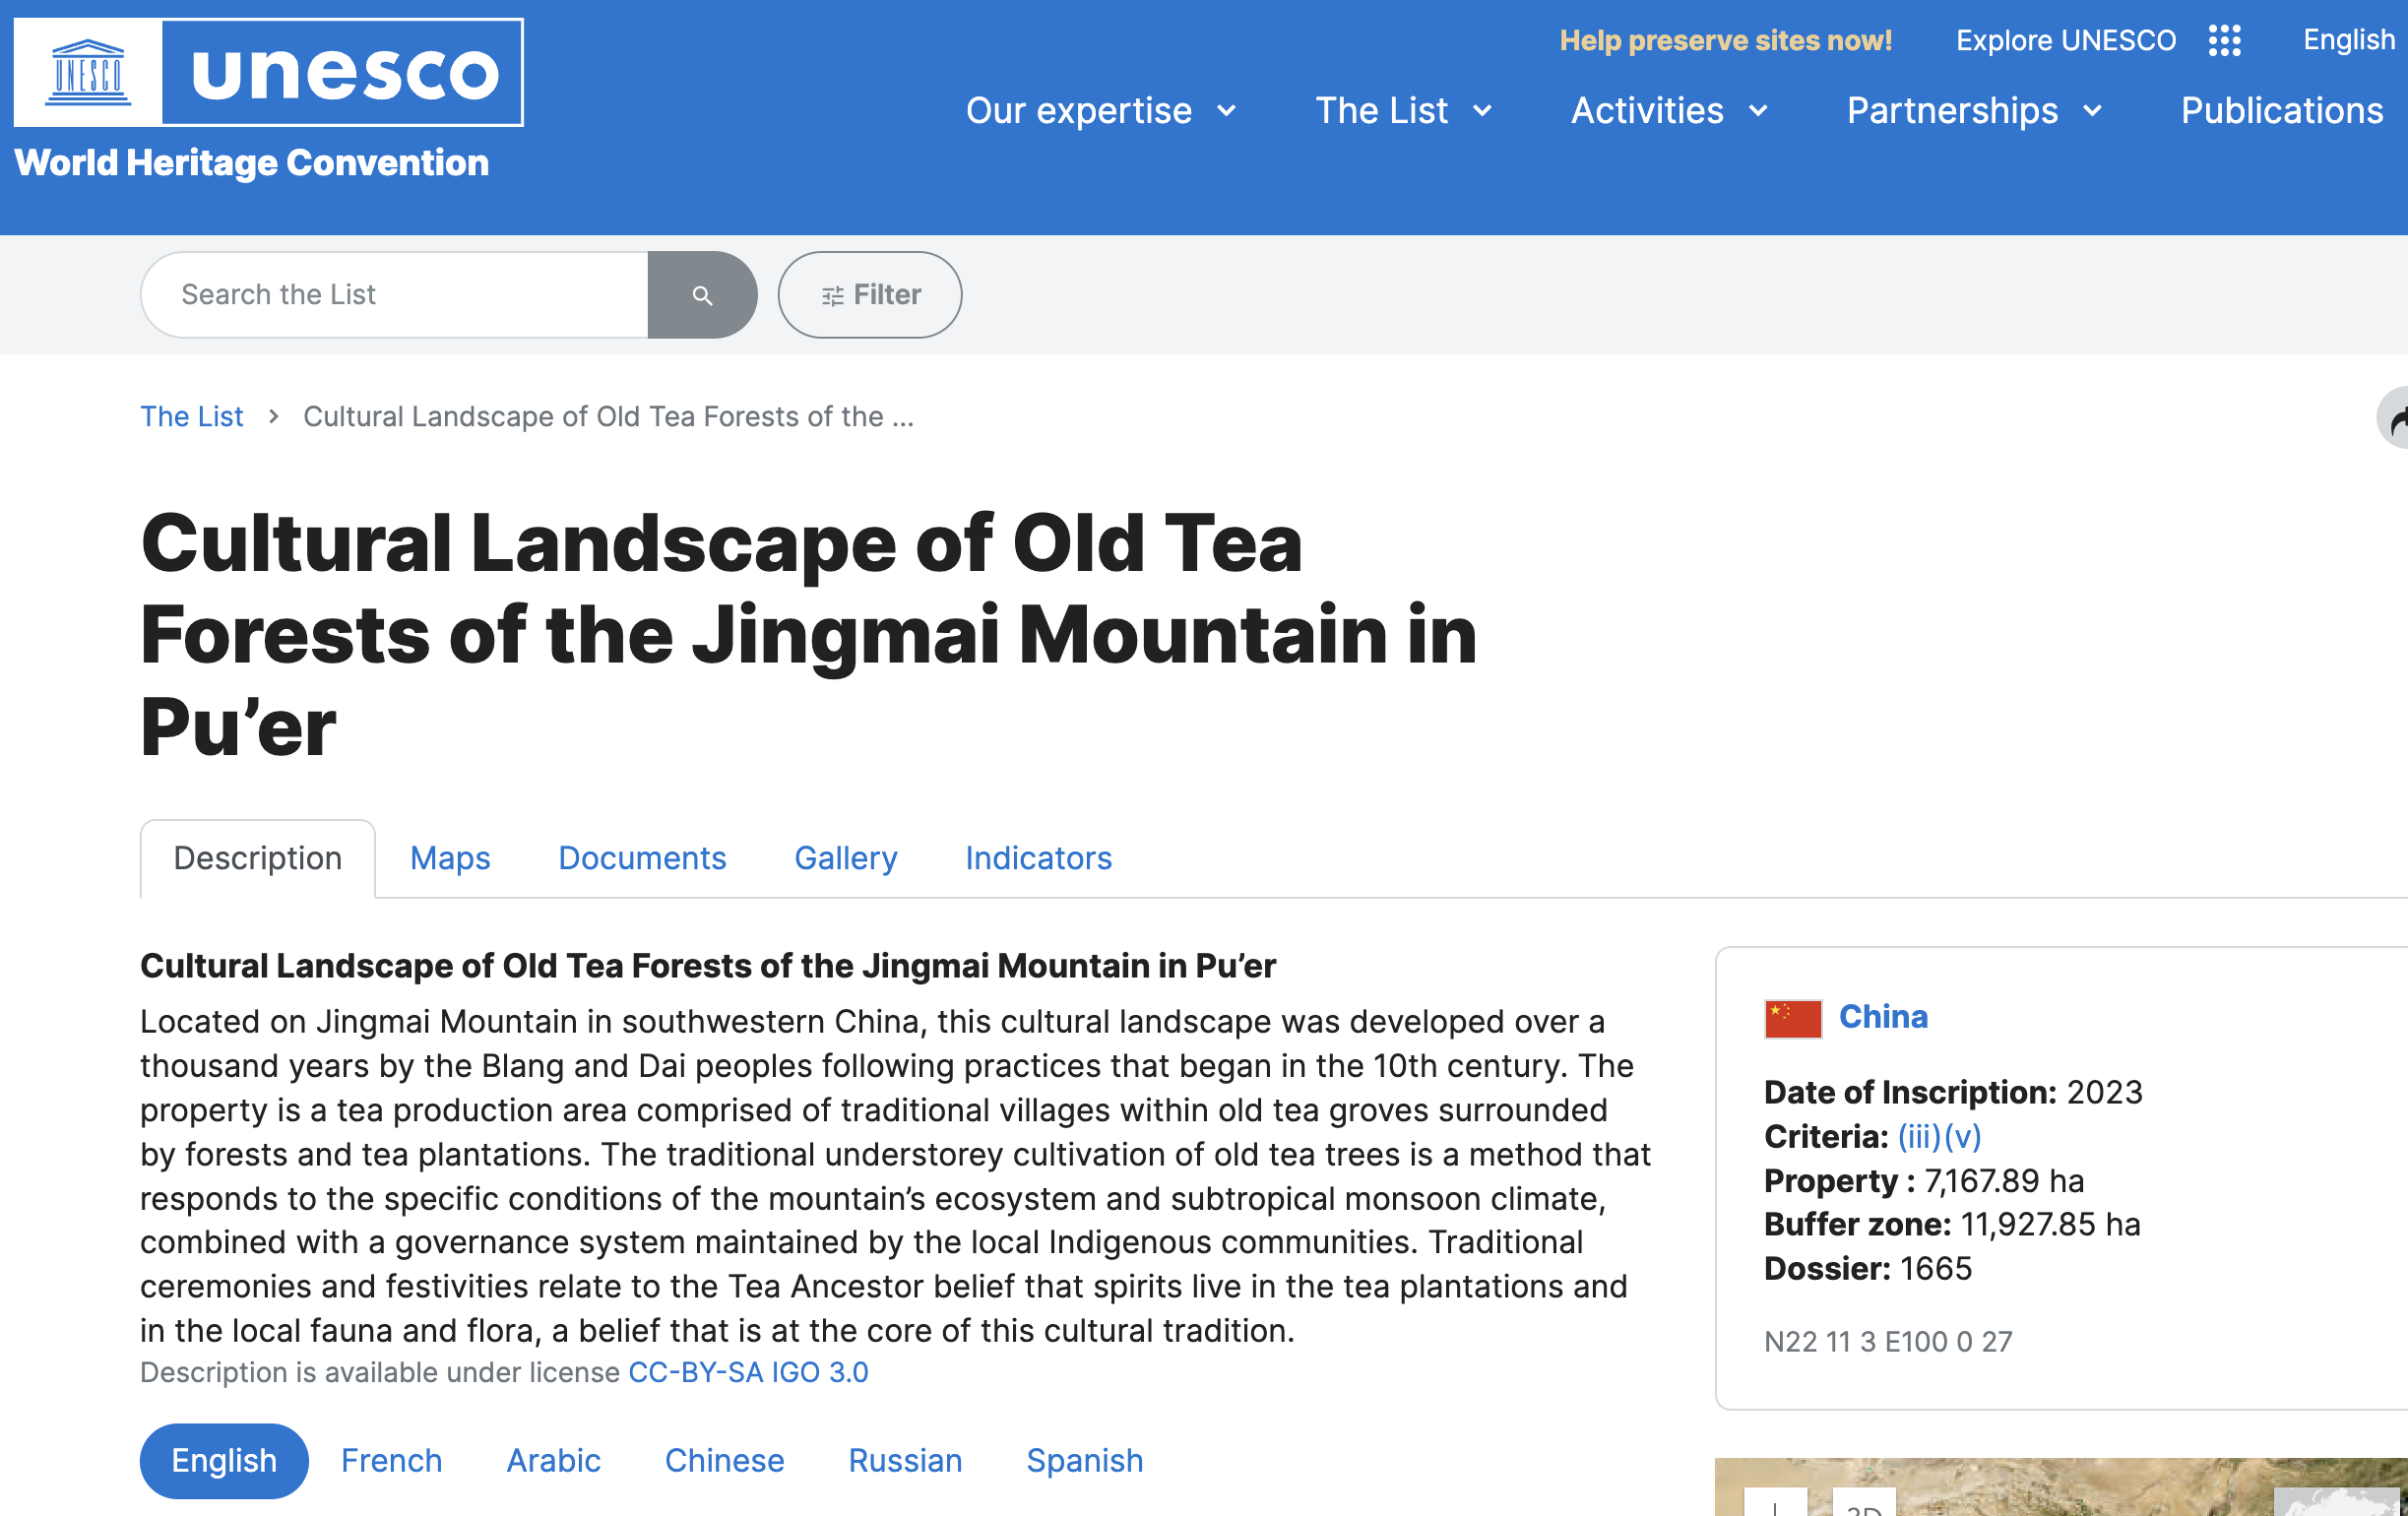 UNESCO
unesco
World Heritage Convention
Help preserve sites now!
Explore UNESCO
English
Our expertise
The List
Activities
Partnerships
Publications
Search the List
Filter
The List > Cultural Landscape of Old Tea Forests of the ...
Cultural Landscape of Old Tea
Forests of the Jingmai Mountain in
Pu’er
Description
Maps
Documents
Gallery
Indicators
Cultural Landscape of Old Tea Forests of the Jingmai Mountain in Pu’er
Located on Jingmai Mountain in southwestern China, this cultural landscape was developed over a
thousand years by the Blang and Dai peoples following practices that began in the 10th century. The
property is a tea production area comprised of traditional villages within old tea groves surrounded
by forests and tea plantations. The traditional understorey cultivation of old tea trees is a method that
responds to the specific conditions of the mountain’s ecosystem and subtropical monsoon climate,
combined with a governance system maintained by the local Indigenous communities. Traditional
ceremonies and festivities relate to the Tea Ancestor belief that spirits live in the tea plantations and
in the local fauna and flora, a belief that is at the core of this cultural tradition.
Description is available under license CC-BY-SA IGO 3.0
English
French
Arabic
Chinese
Russian
Spanish
China
Date of Inscription: 2023
Criteria: (iii)(v)
Property : 7,167.89 ha
Buffer zone: 11,927.85 ha
Dossier: 1665
N22 11 3 E100 0 27